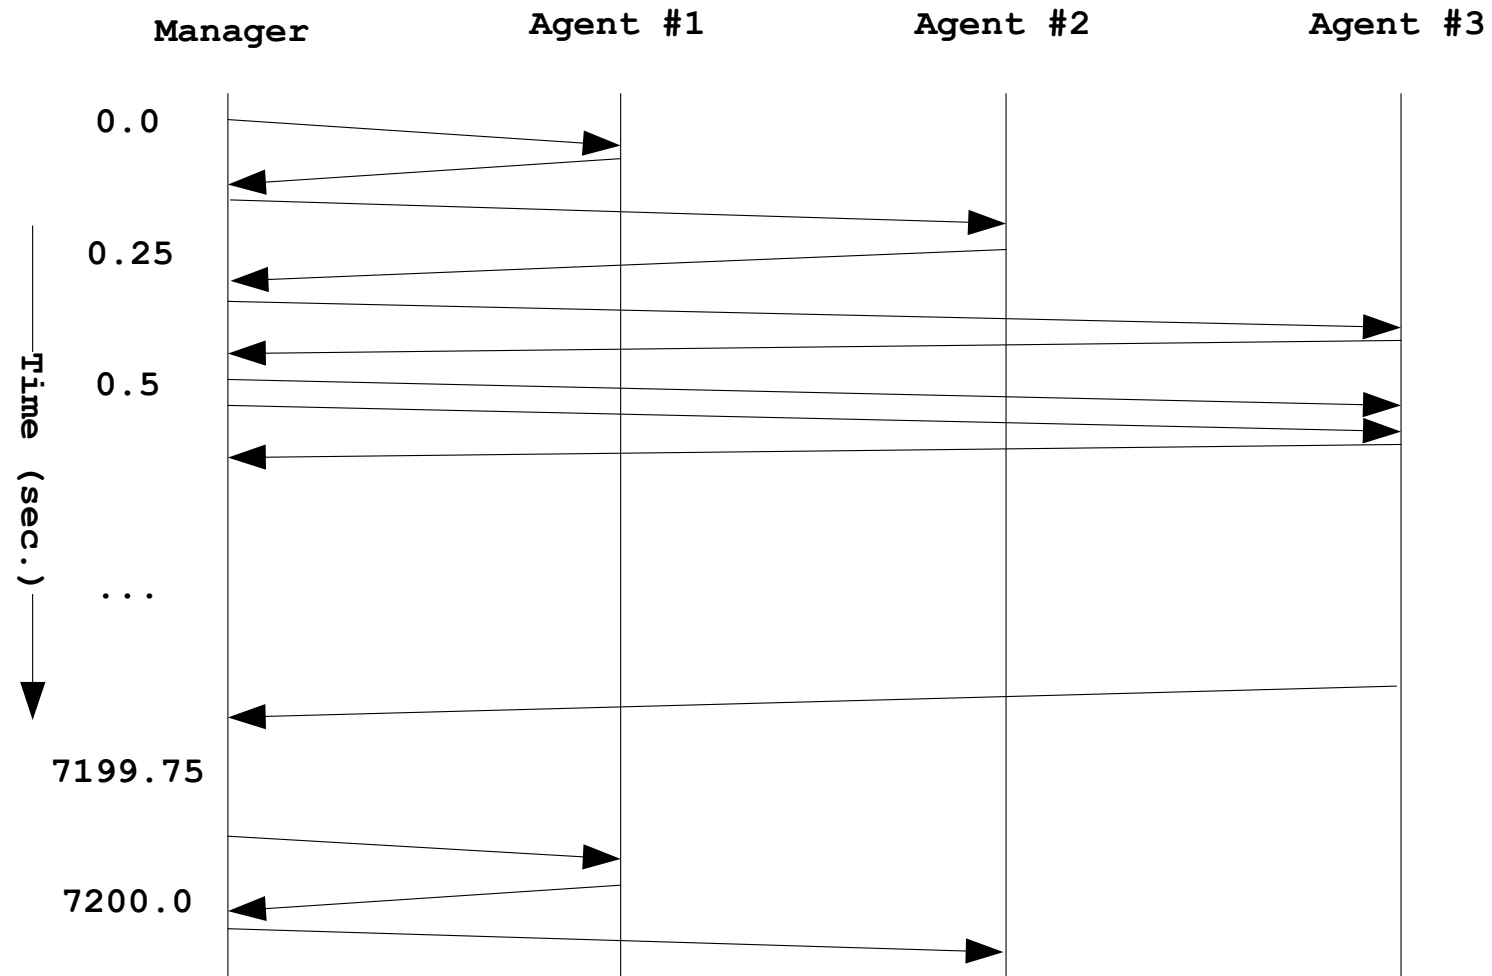 Manager
Agent #1
Agent #2
Agent #3
0.0
0.25
0.5
Time (sec.)
...
7199.75
7200.0